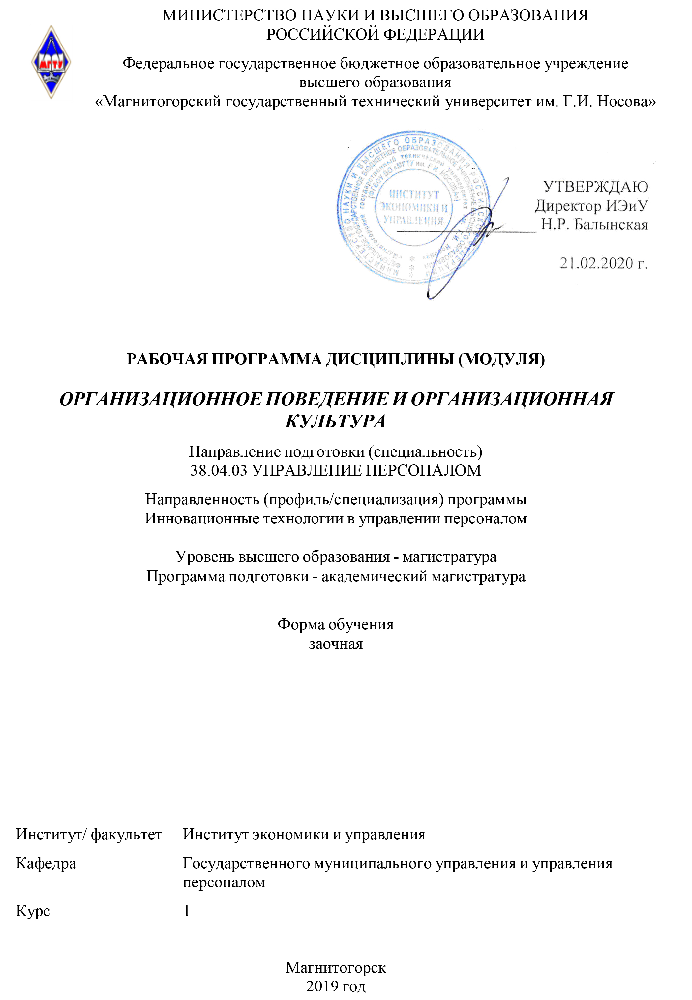 МИНИСТЕРСТВО НАУКИ И ВЫСШЕГО ОБРАЗОВАНИЯ
РОССИЙСКОЙ ФЕДЕРАЦИИ
МГТУ
Федеральное государственное бюджетное образовательное учреждение
высшего образования
«Магнитогорский государственный технический университет им. Г.И. Носова»
МИНИСТЕРСТВО НАУКИ И ВЫСШЕГО ОБРАЗОВАНИЯ РОССИЙСКОЙ ФЕДЕРАЦИИ
ФЕДЕРАЛЬНОЕ ГОСУДАРСТВЕННОЕ БЮДЖЕТНОЕ ОБРАЗОВАТЕЛЬНОЕ УЧРЕЖДЕНИЕ ВЫСШЕГО ОБРАЗОВАНИЯ
«Магнитогорский государственный технический университет им. Г.И. Носова»
(ФГБОУ ВО «МГТУ им. Г.И. НОСОВА»)
ИНСТИТУТ
ЭКОНОМИКИ И
УПРАВЛЕНИЯ
УТВЕРЖДАЮ
Директор ИЭиУ
Н.Р. Балынская
21.02.2020 г.
РАБОЧАЯ ПРОГРАММА ДИСЦИПЛИНЫ (МОДУЛЯ)
ОРГАНИЗАЦИОННОЕ ПОВЕДЕНИЕ И ОРГАНИЗАЦИОННАЯ
КУЛЬТУРА
Направление подготовки (специальность)
38.04.03 УПРАВЛЕНИЕ ПЕРСОНАЛОМ
Направленность (профиль/специализация) программы
Инновационные технологии в управлении персоналом
Уровень высшего образования - магистратура
Программа подготовки - академический магистратура
Форма обучения
заочная
Институт/ факультет Институт экономики и управления
Кафедра Государственного муниципального управления и управления
персоналом
Курс 1
Магнитогорск
2019 год